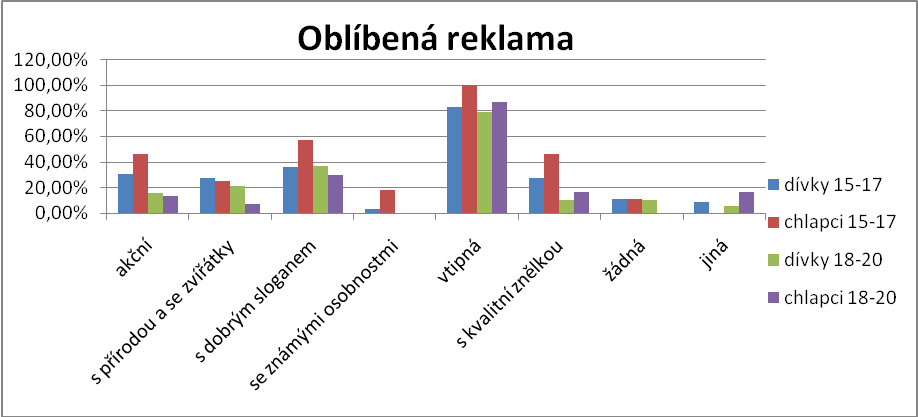 Oblíbená reklama
120,00%
100,00%
80,00%
60,00%
40,00%
20,00%
0,00%
akční
s přírodou a se zvířátky
s dobrým sloganem
se známými osobnostmi
vtipná
s kvalitní znělkou
žádná
jiná
dívky 15-17
chlapci 15-17
dívky 18-20
chlapci 18-20